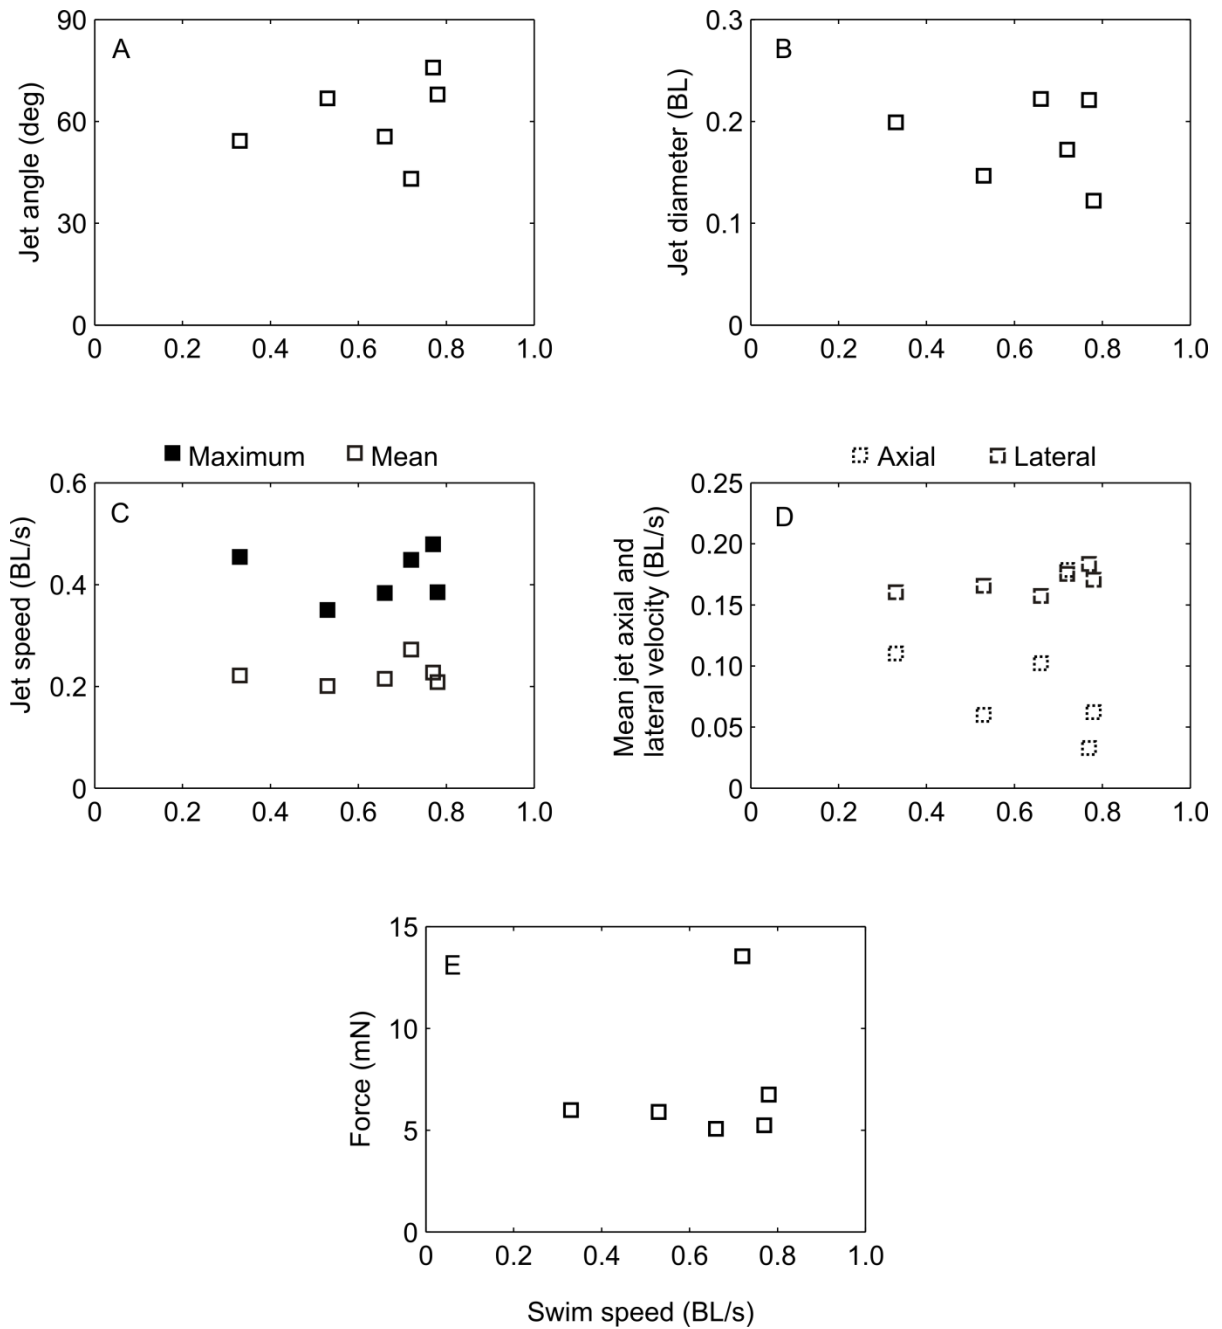 A
Jet angle (deg)
90
60
30
0
0 0.2 0.4 0.6 0.8 1.0
B
Jet diameter (BL)
0.3
0.2
0.1
0
0 0.2 0.4 0.6 0.8 1.0
Maximum Mean
C
Jet speed (BL/s)
0.6
0.4
0.2
0
0 0.2 0.4 0.6 0.8 1.0
Axial Lateral
D
Mean jet axial and
lateral velocity (BL/s)
0.25
0.20
0.15
0.10
0.05
0
0 0.2 0.4 0.6 0.8 1.0
E
Force (mN)
15
10
5
0
0 0.2 0.4 0.6 0.8 1.0
Swim speed (BL/s)